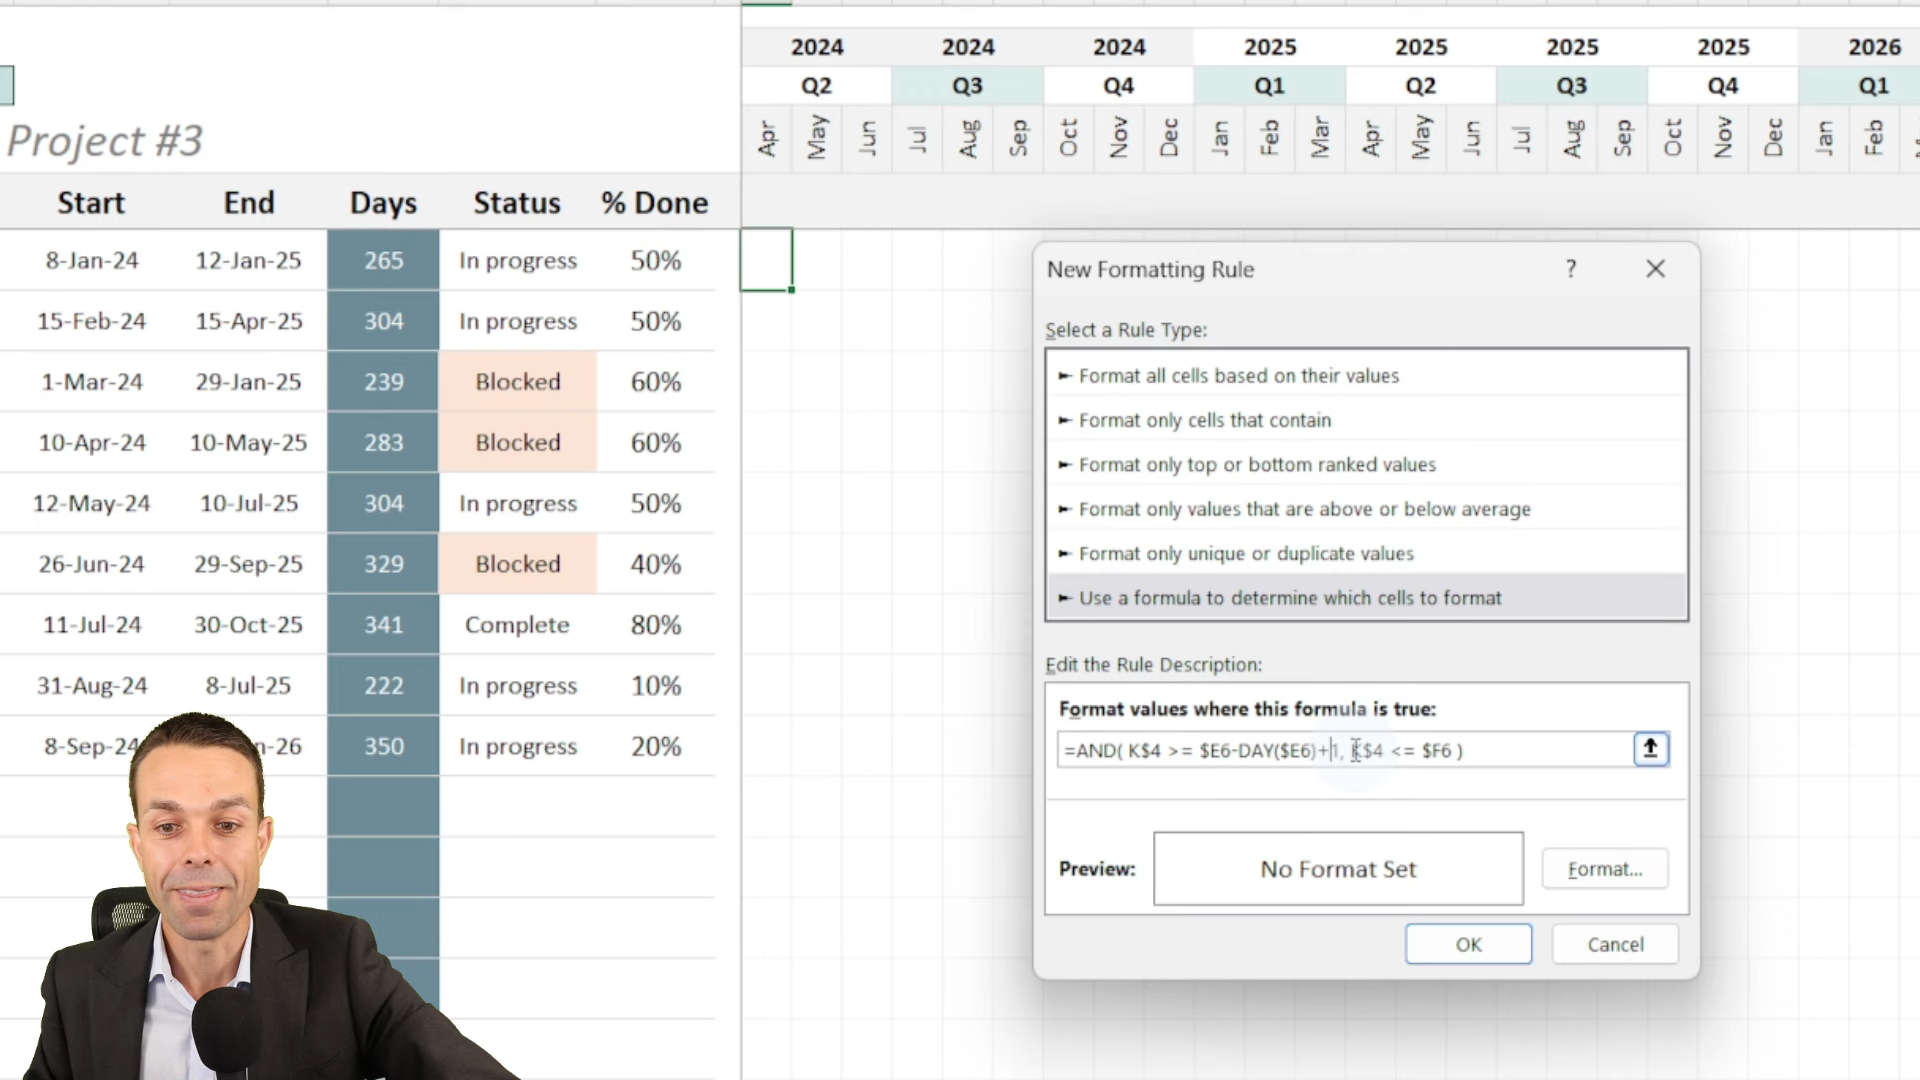 2024 2024 2024 2025 2025 2025 2025 2026
Q2 Q3 Q4 Q1 Q2 Q3 Q4 Q1
Apr May Jun Jul Aug Sep Oct Nov Dec Jan Feb Mar Apr May Jun Jul Aug Sep Oct Nov Dec Jan Feb
Project #3
Start End Days Status % Done
8-Jan-24 12-Jan-25 265 In progress 50%
15-Feb-24 15-Apr-25 304 In progress 50%
1-Mar-24 29-Jan-25 239 Blocked 60%
10-Apr-24 10-May-25 283 Blocked 60%
12-May-24 10-Jul-25 304 In progress 50%
26-Jun-24 29-Sep-25 329 Blocked 40%
11-Jul-24 30-Oct-25 341 Complete 80%
31-Aug-24 8-Jul-25 222 In progress 10%
8-Sep-24 n-26 350 In progress 20%
New Formatting Rule ?
Select a Rule Type:
► Format all cells based on their values
► Format only cells that contain
► Format only top or bottom ranked values
► Format only values that are above or below average
► Format only unique or duplicate values
► Use a formula to determine which cells to format
Edit the Rule Description:
Format values where this formula is true:
=AND( K$4 >= $E6-DAY($E6)+1, K$4 <= $F6 )
Preview: No Format Set Format...
OK Cancel